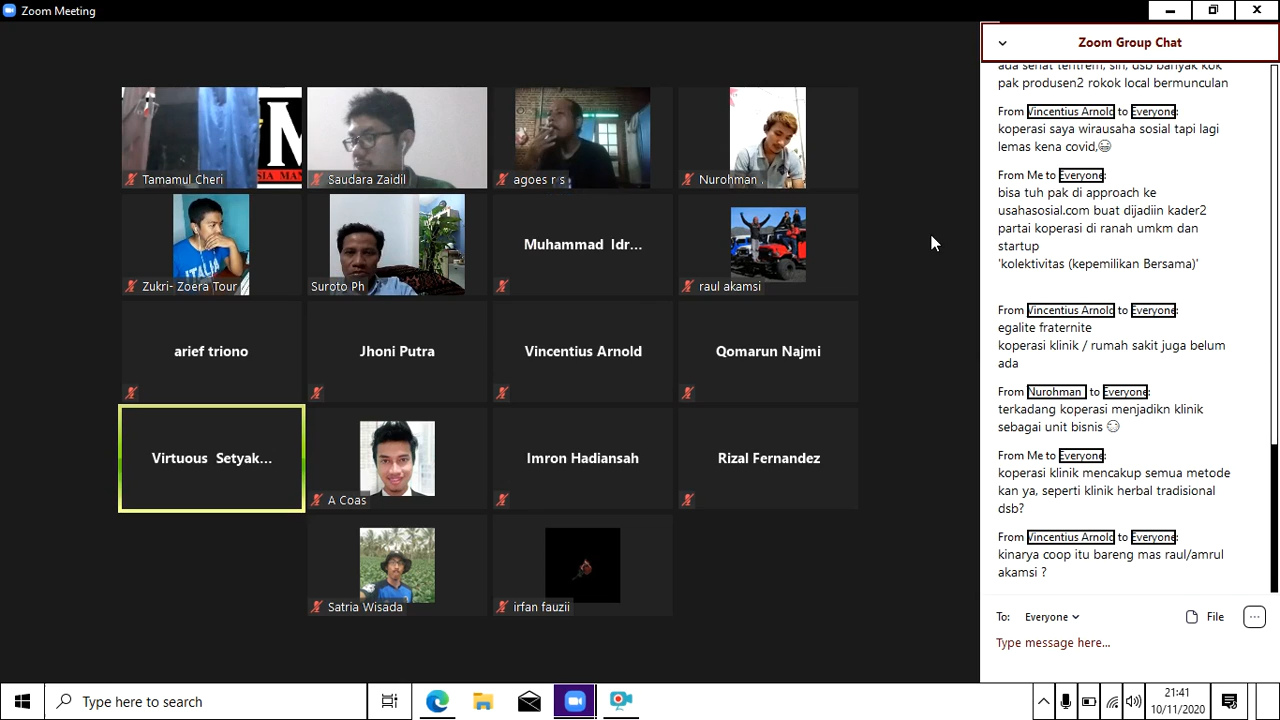 Zoom Meeting
Zoom Group Chat
pak produsen2 rokok local bermunculan
From Vincentius Arnold to Everyone:
koperasi saya wirausaha sosial tapi lagi
lemas kena covid,😂
From Me to Everyone:
bisa tuh pak di approach ke
usahasosial.com buat dijadiin kader2
partai koperasi di ranah umkm dan
startup
'kolektivitas (kepemilikan Bersama)'
From Vincentius Arnold to Everyone:
egalite fraternite
koperasi klinik / rumah sakit juga belum
ada
From Nurohman to Everyone:
terkadang koperasi menjadikn klinik
sebagai unit bisnis
From Me to Everyone:
koperasi klinik mencakup semua metode
kan ya, seperti klinik herbal tradisional
dsb?
From Vincentius Arnold to Everyone:
kinarya coop itu bareng mas raul/amrul
akamsi ?
To: Everyone File ...
Type message here...
Tamamul Cheri
Saudara Zaidil
agoes r s
Nurohman .
Zukri- Zoera Tour
ITALIA
Suroto Ph
Muhammad Idr...
raul akamsi
arief triono
Jhoni Putra
Vincentius Arnold
Qomarun Najmi
Virtuous Setyak...
A Coas
Imron Hadiansah
Rizal Fernandez
Satria Wisada
irfan fauzii
Type here to search
21:41
10/11/2020